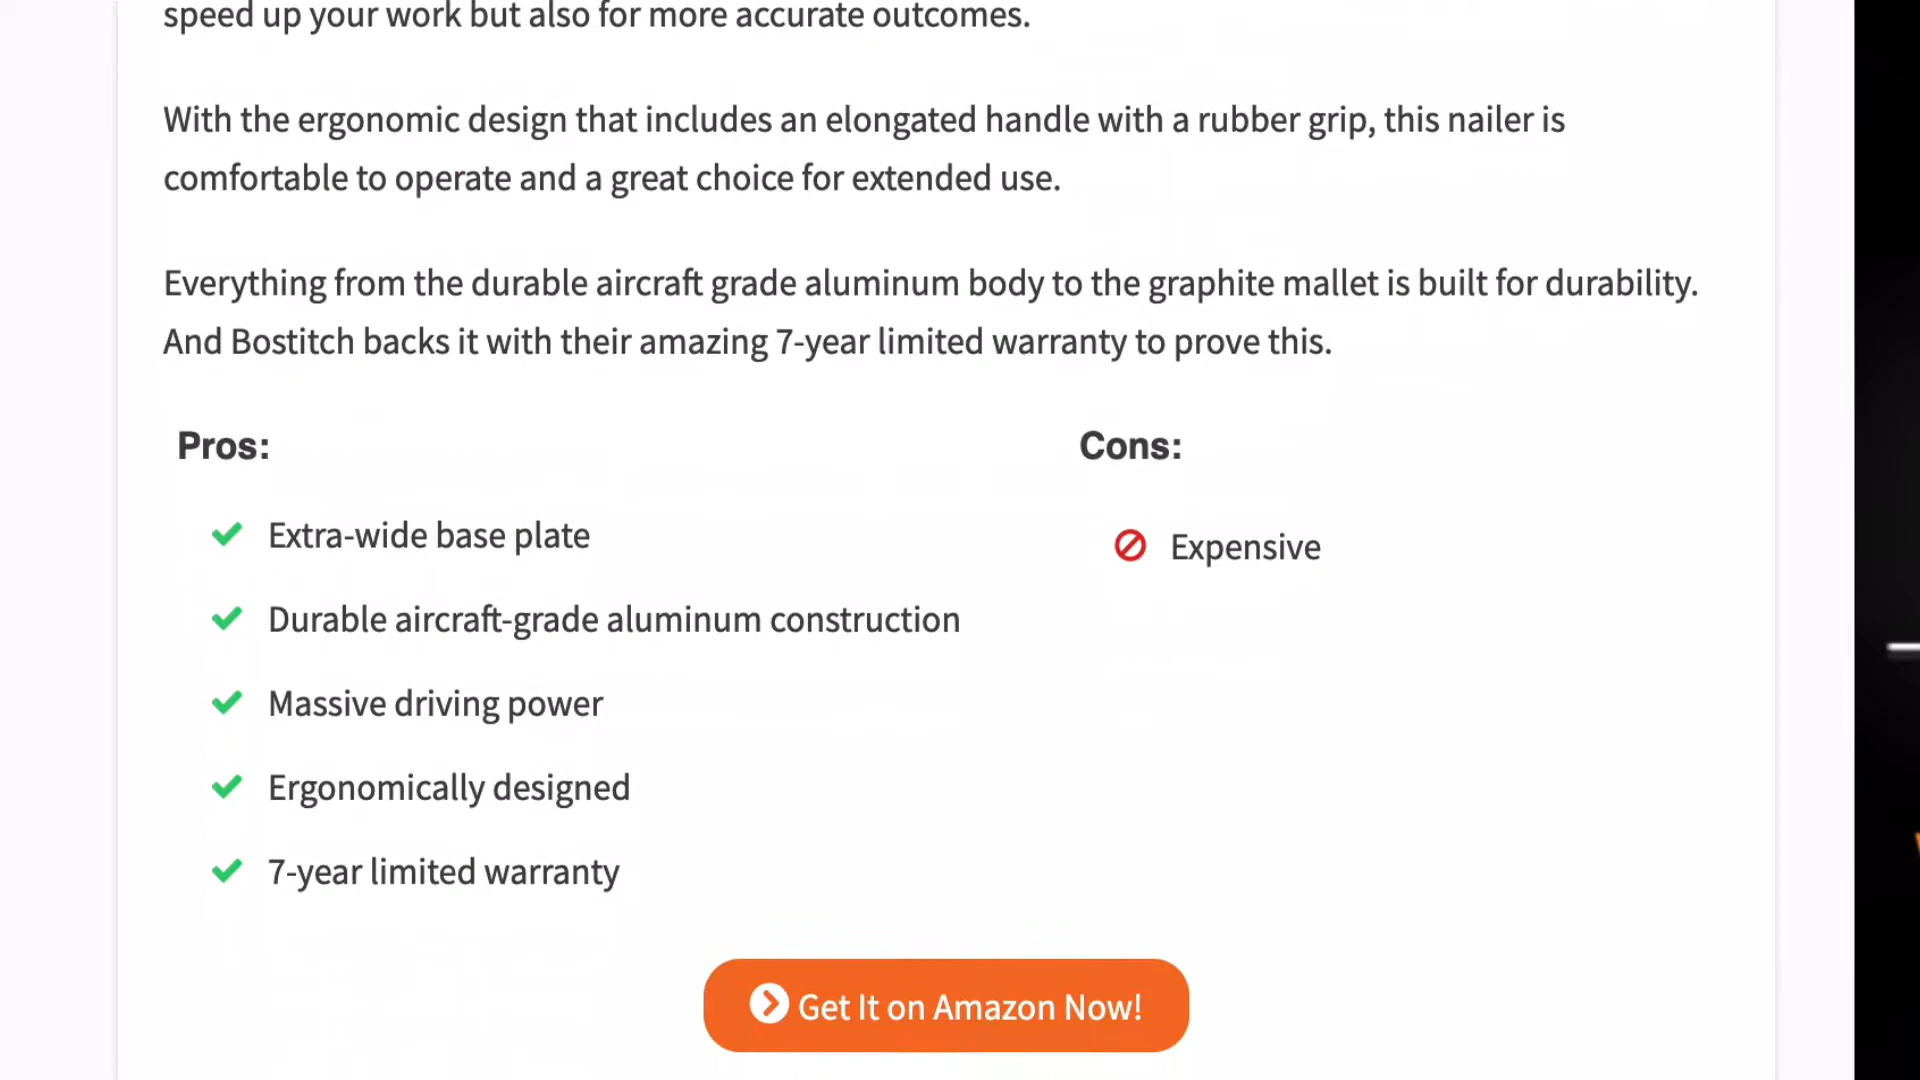 speed up your work but also for more accurate outcomes.
With the ergonomic design that includes an elongated handle with a rubber grip, this nailer is
comfortable to operate and a great choice for extended use.
Everything from the durable aircraft grade aluminum body to the graphite mallet is built for durability.
And Bostitch backs it with their amazing 7-year limited warranty to prove this.
Pros:
Extra-wide base plate
Durable aircraft-grade aluminum construction
Massive driving power
Ergonomically designed
7-year limited warranty
Cons:
Expensive
Get It on Amazon Now!